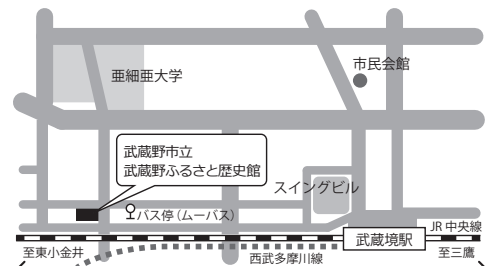 亜細亜大学
市民会館
武蔵野市立
武蔵野ふるさと歴史館
スイングビル
バス停（ムーバス）
JR 中央線
武蔵境駅
至東小金井
西武多摩川線
至三鷹